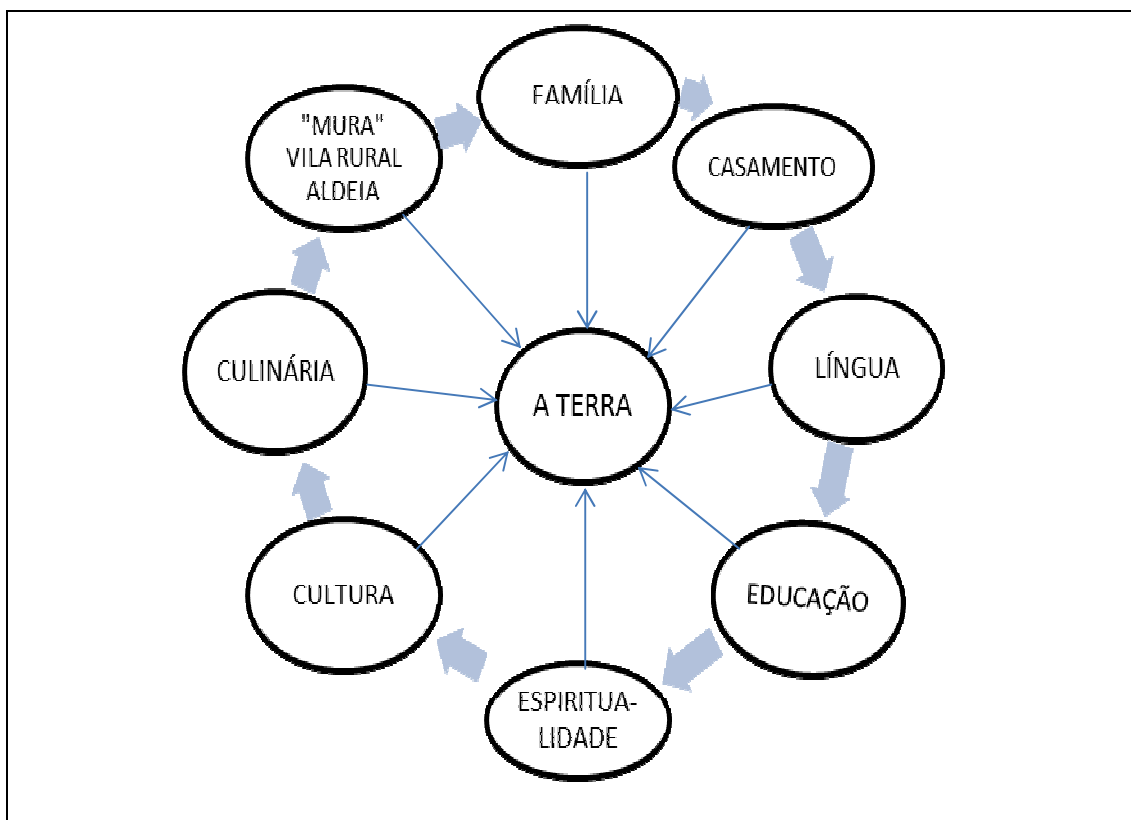 FAMÍLIA
CASAMENTO
LÍNGUA
EDUCAÇÃO
ESPIRITUA-
LIDADE
CULTURA
CULINÁRIA
"MURA"
VILA RURAL
ALDEIA
A TERRA